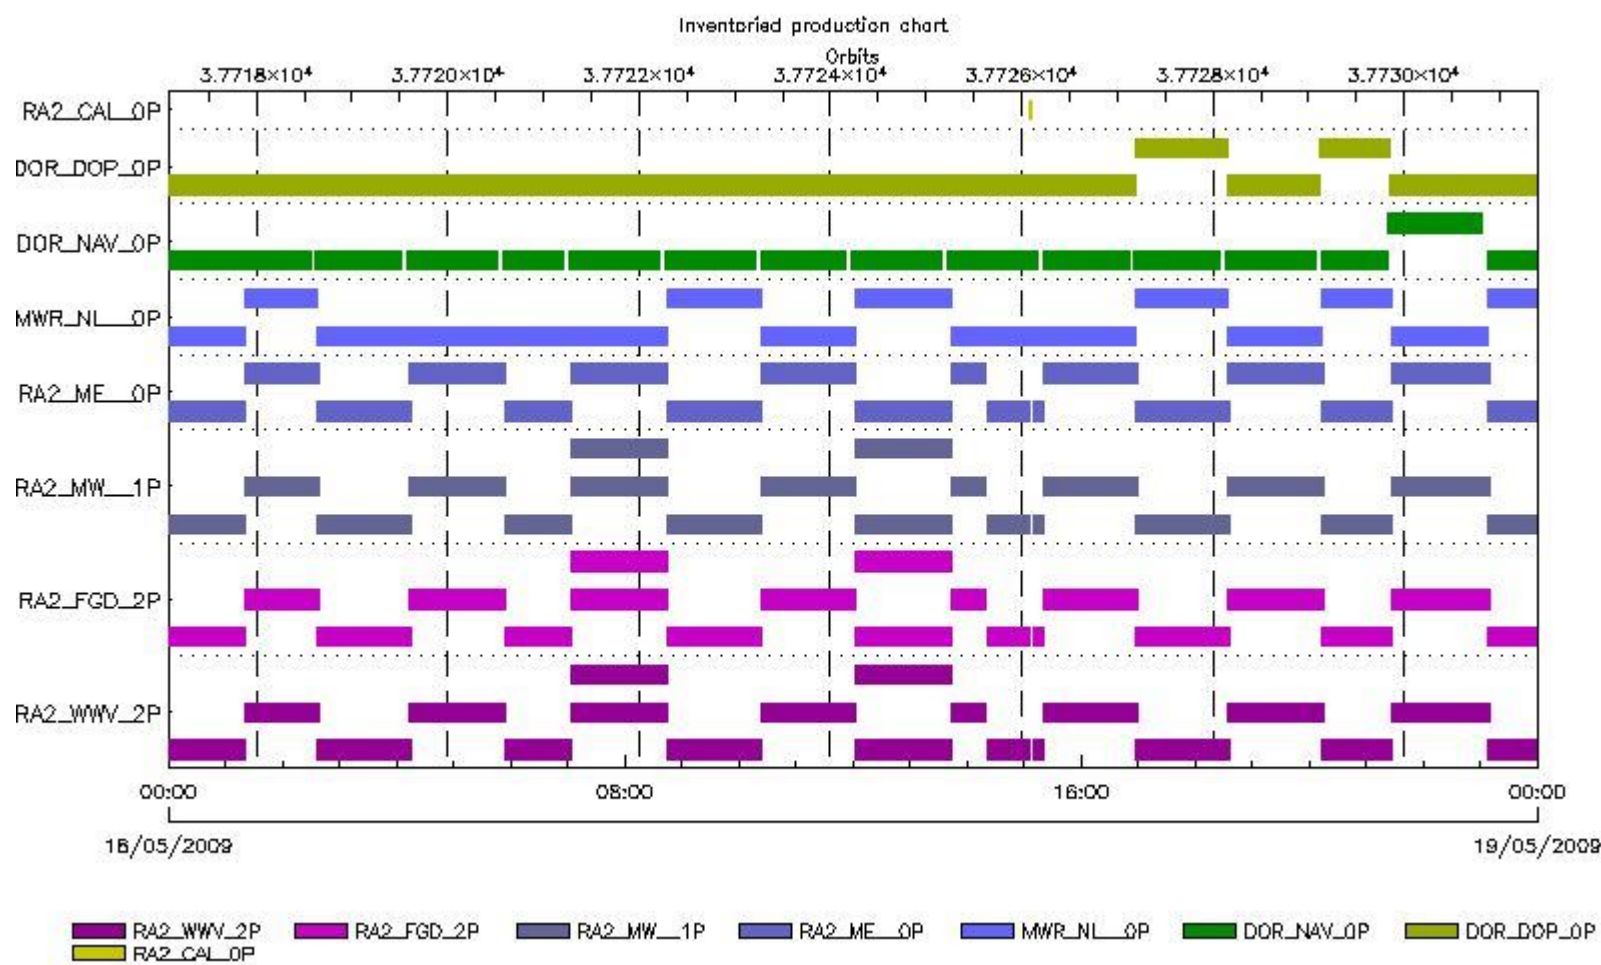 Inventoried production chart
Orbits
3.7718×10⁴ 3.7720×10⁴ 3.7722×10⁴ 3.7724×10⁴ 3.7726×10⁴ 3.7728×10⁴ 3.7730×10⁴
RA2_CAL_0P
DOR_DOP_0P
DOR_NAV_0P
MWR_NL__0P
RA2_ME__0P
RA2_MW__1P
RA2_FGD_2P
RA2_WWV_2P
00:00 08:00 16:00 00:00
18/05/2009 19/05/2009
RA2_WWV_2P RA2_FGD_2P RA2_MW__1P RA2_ME__0P MWR_NL__0P DOR_NAV_0P DOR_DOP_0P
RA2_CAL_0P